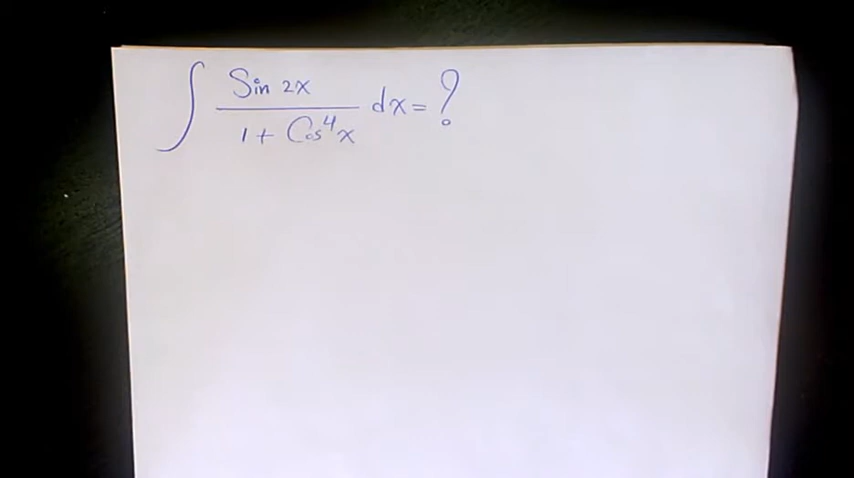 ∫ Sin 2x / (1 + Cos⁴x) dx = ?